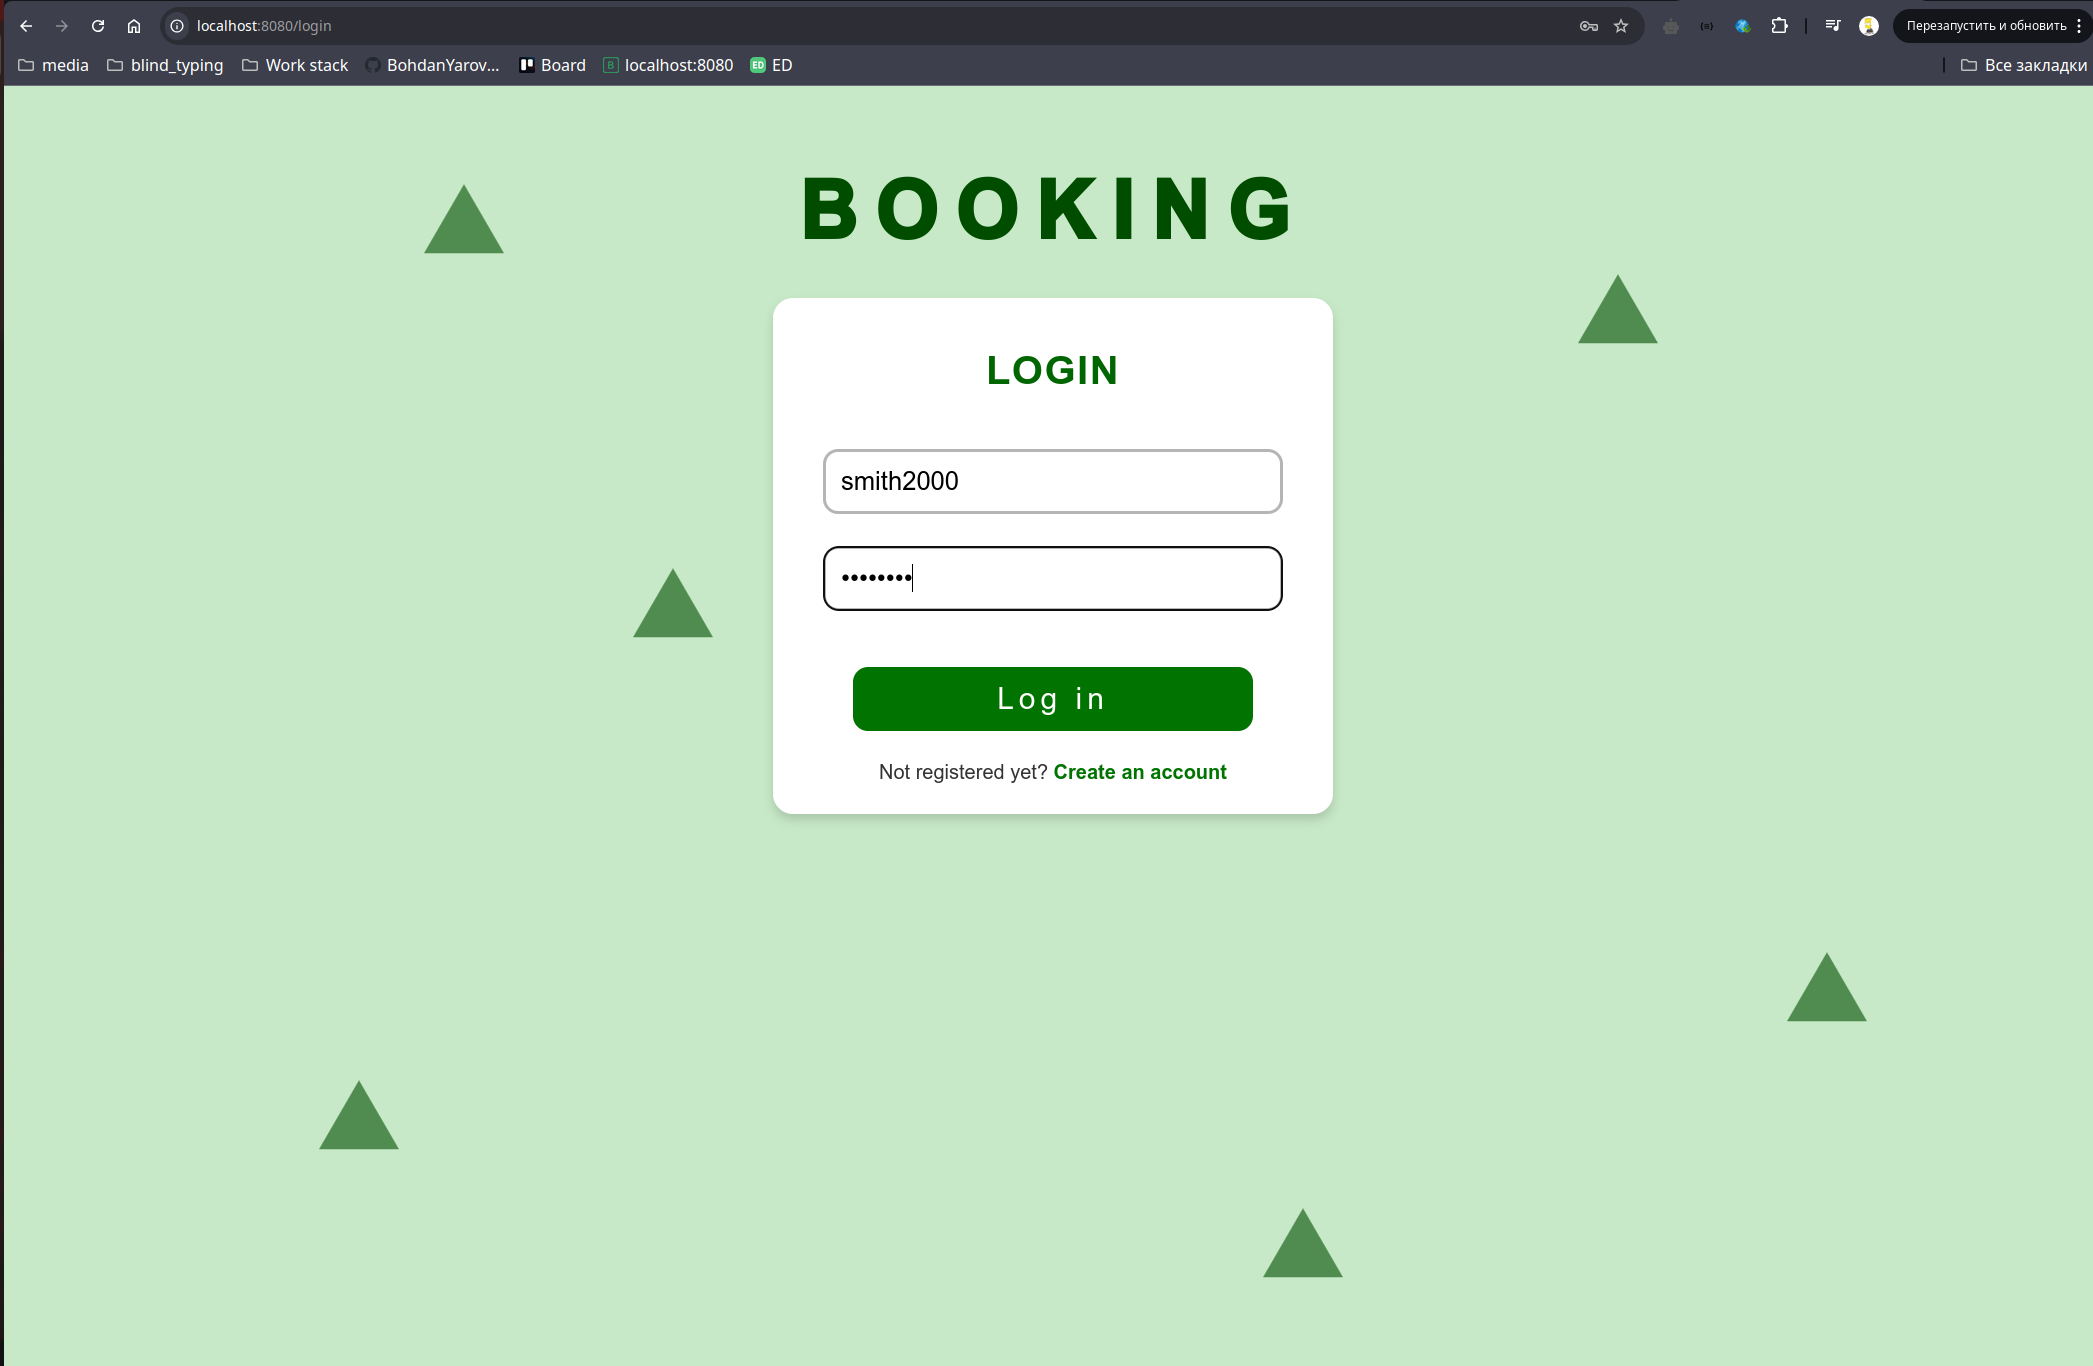 localhost:8080/login
Перезапустить и обновить
media blind_typing Work stack BohdanYarov... Board localhost:8080 ED Все закладки
BOOKING
LOGIN
smith2000
••••••••
Log in
Not registered yet? Create an account